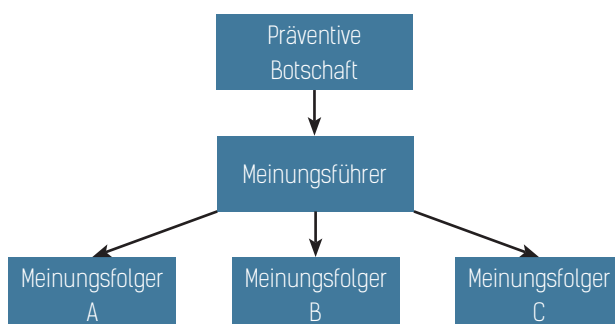 Präventive
Botschaft
Meinungsführer
Meinungsfolger
A
Meinungsfolger
B
Meinungsfolger
C